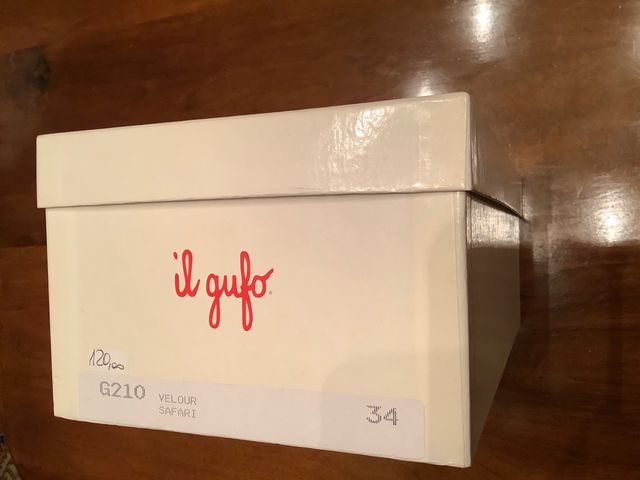 il gufo
120,00
G210
VELOUR
SAFARI
34